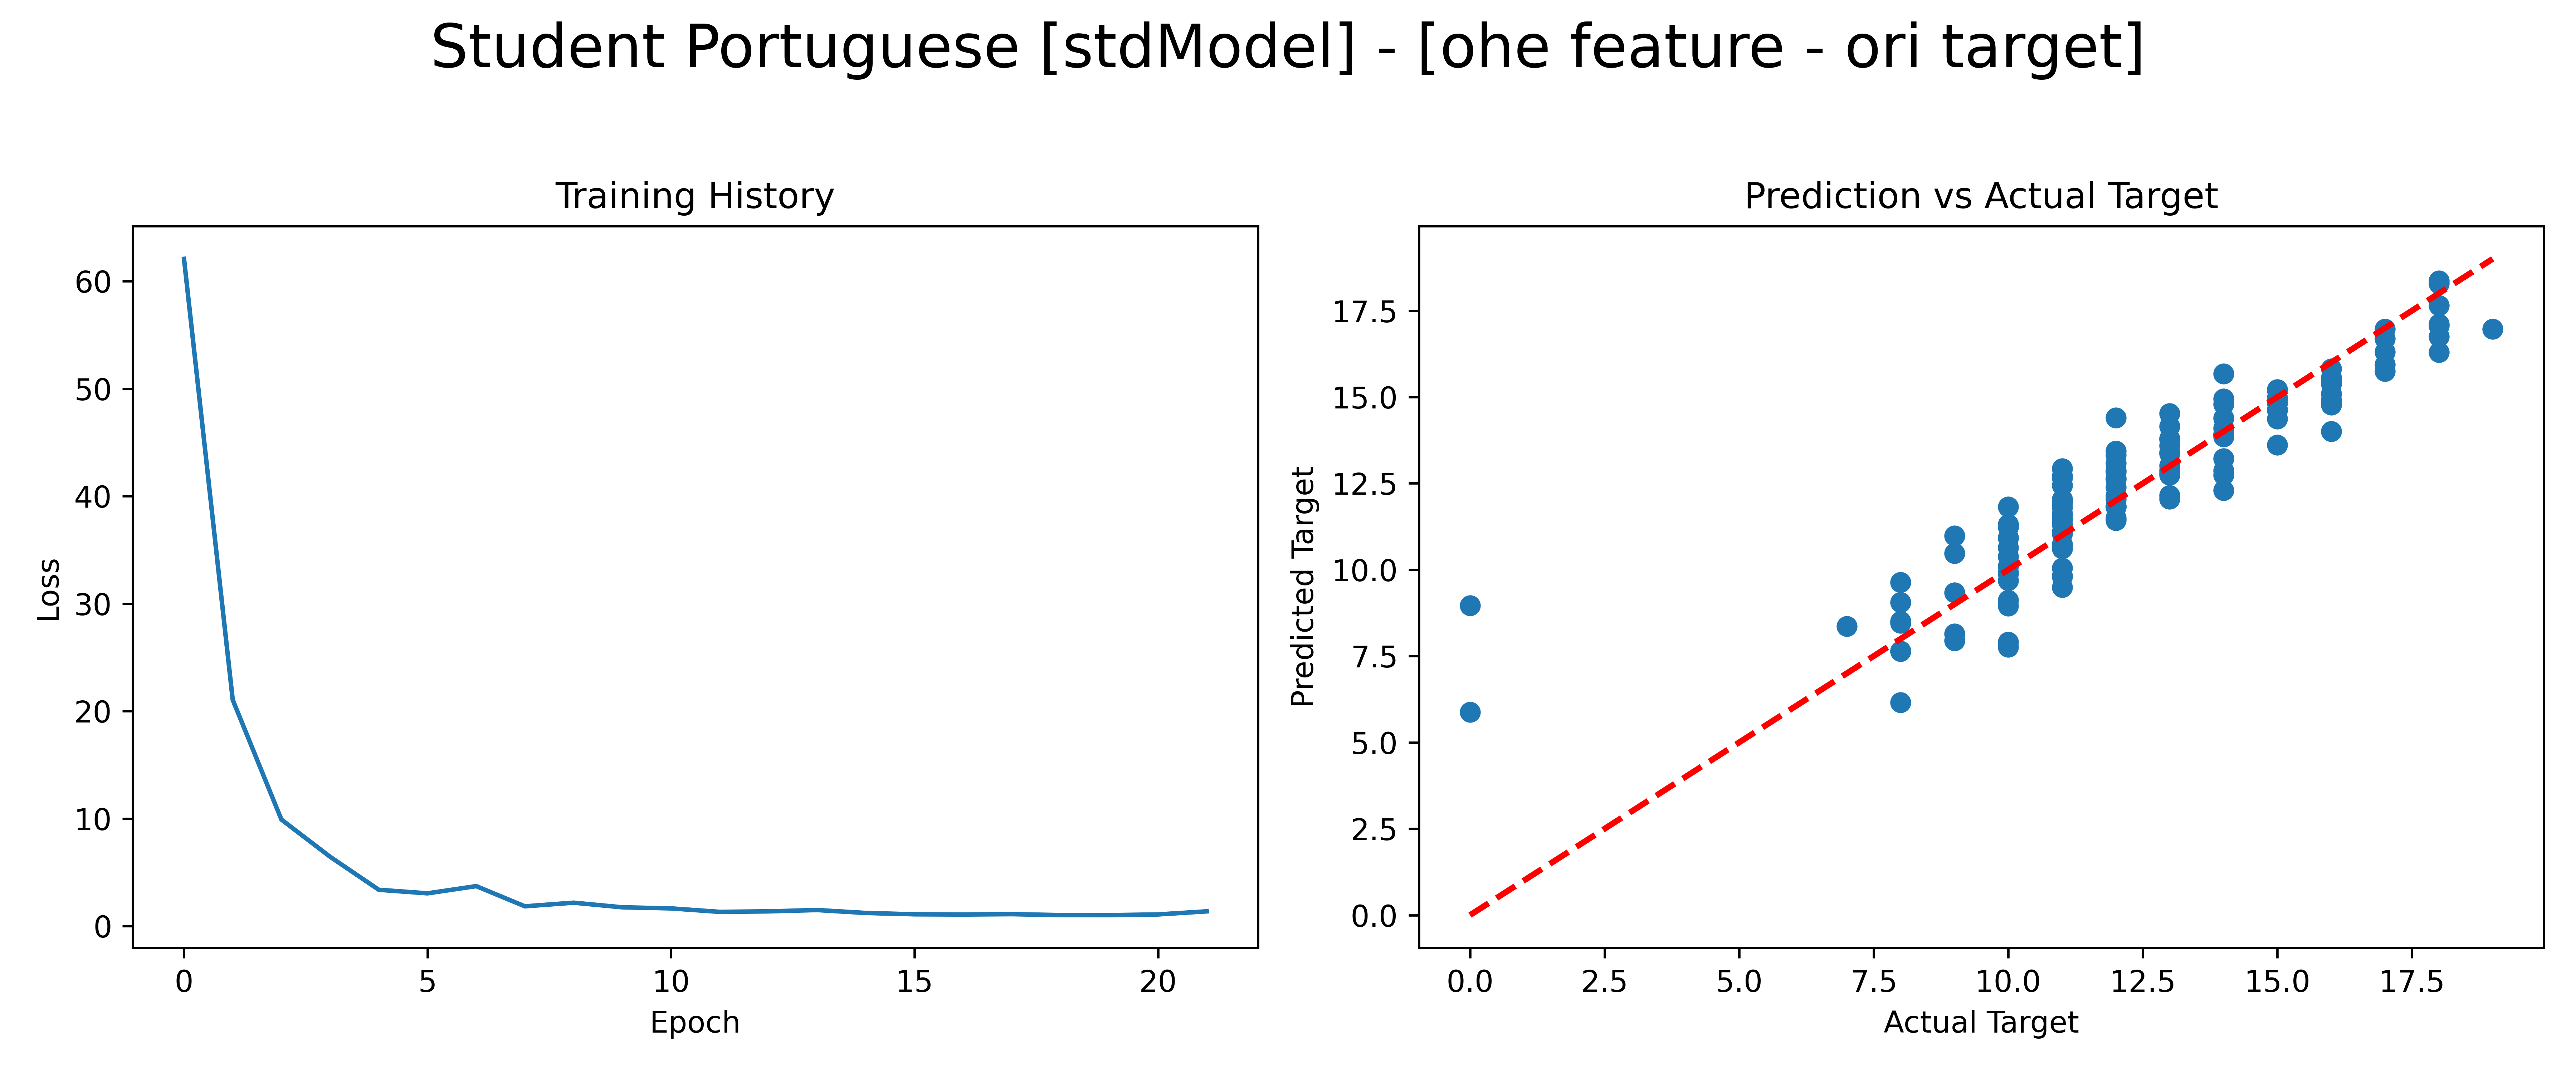 Student Portuguese [stdModel] - [ohe feature - ori target]
Training History
60
50
40
30
20
10
0
Loss
0 5 10 15 20
Epoch
Prediction vs Actual Target
17.5
15.0
12.5
10.0
7.5
5.0
2.5
0.0
Predicted Target
0.0 2.5 5.0 7.5 10.0 12.5 15.0 17.5
Actual Target